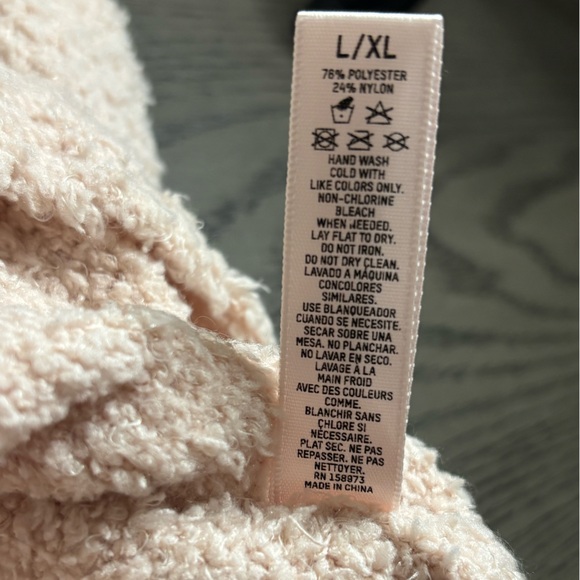 L/XL
76% POLYESTER
24% NYLON
HAND WASH
COLD WITH
LIKE COLORS ONLY.
NON-CHLORINE
BLEACH
WHEN NEEDED.
LAY FLAT TO DRY.
DO NOT IRON.
DO NOT DRY CLEAN.
LAVADO A MÁQUINA
CONCOLORES
SIMILARES.
USE BLANQUEADOR
CUANDO SE NECESITE.
SECAR SOBRE UNA
MESA. NO PLANCHAR.
NO LAVAR EN SECO.
LAVAGE À LA
MAIN FROID
AVEC DES COULEURS
COMME.
BLANCHIR SANS
CHLORE SI
NÉCESSAIRE.
PLAT SEC. NE PAS
REPASSER. NE PAS
NETTOYER.
RN 158973
MADE IN CHINA